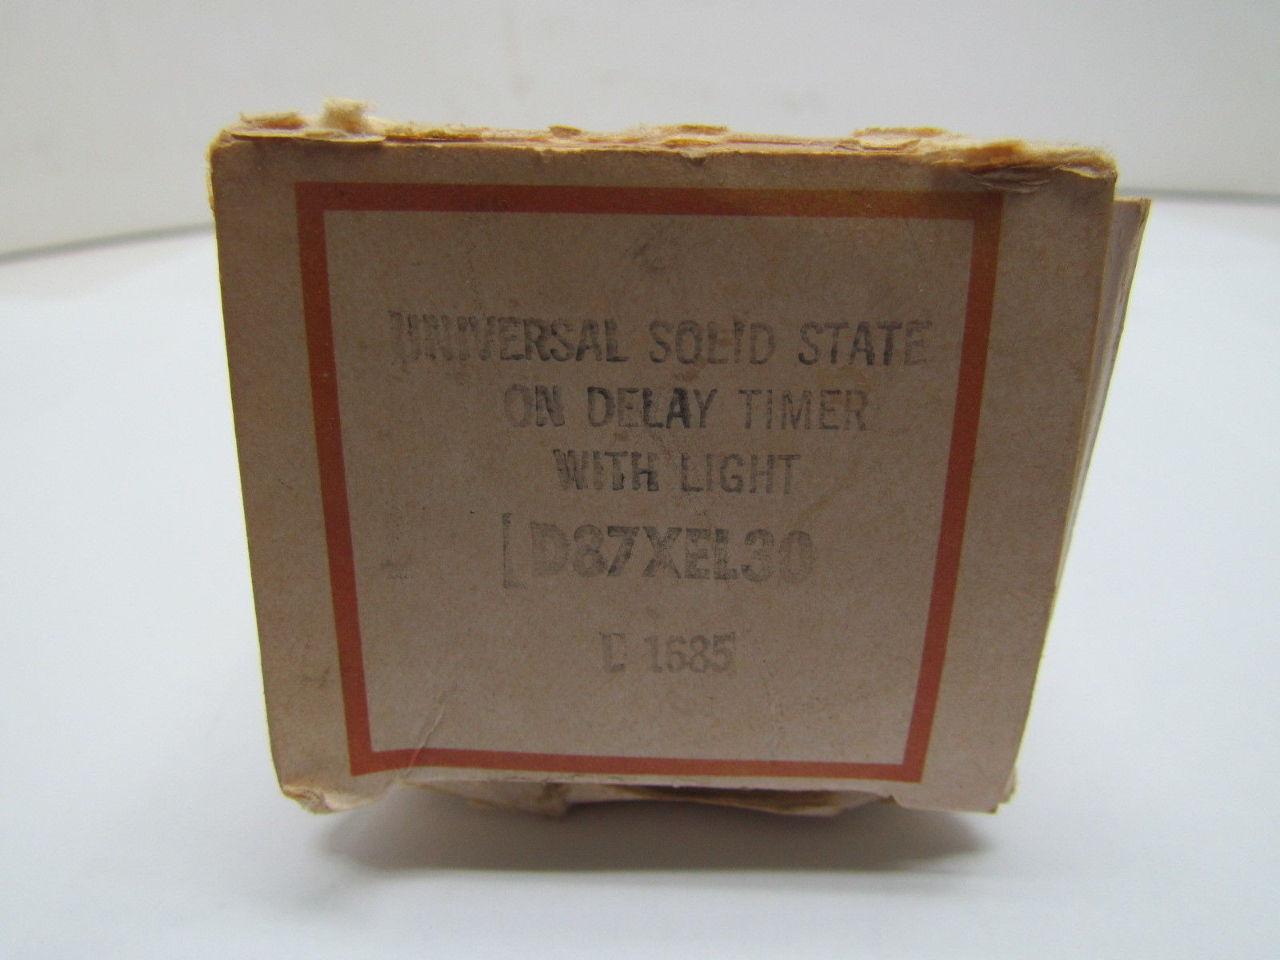 UNIVERSAL SOLID STATE
ON DELAY TIMER
WITH LIGHT
D87XEL30
1685